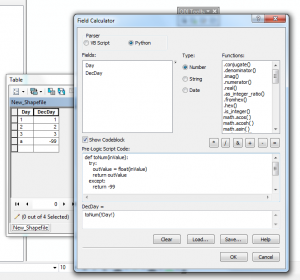 Field Calculator
Parser
VB Script
Python
Fields:
Type:
Functions:
Day
DecDay
Number
String
Date
.conjugate()
.denominator()
.imag()
.numerator()
.real()
.as_integer_ratio()
.fromhex()
.hex()
.is_integer()
math.acos()
math.acosh()
math.asin()
Show Codeblock
* / & + - =
Pre-Logic Script Code:
def toNum(inValue):
try:
outValue = float(inValue)
return outValue
except:
return -99
DecDay =
toNum(!Day!)
Clear
Load...
Save...
Help
OK
Cancel
Table
New_Shapefile
Day DecDay
1 1
2 2
3 3
a -99
0
(0 out of 4 Selected)
New_Shapefile
10